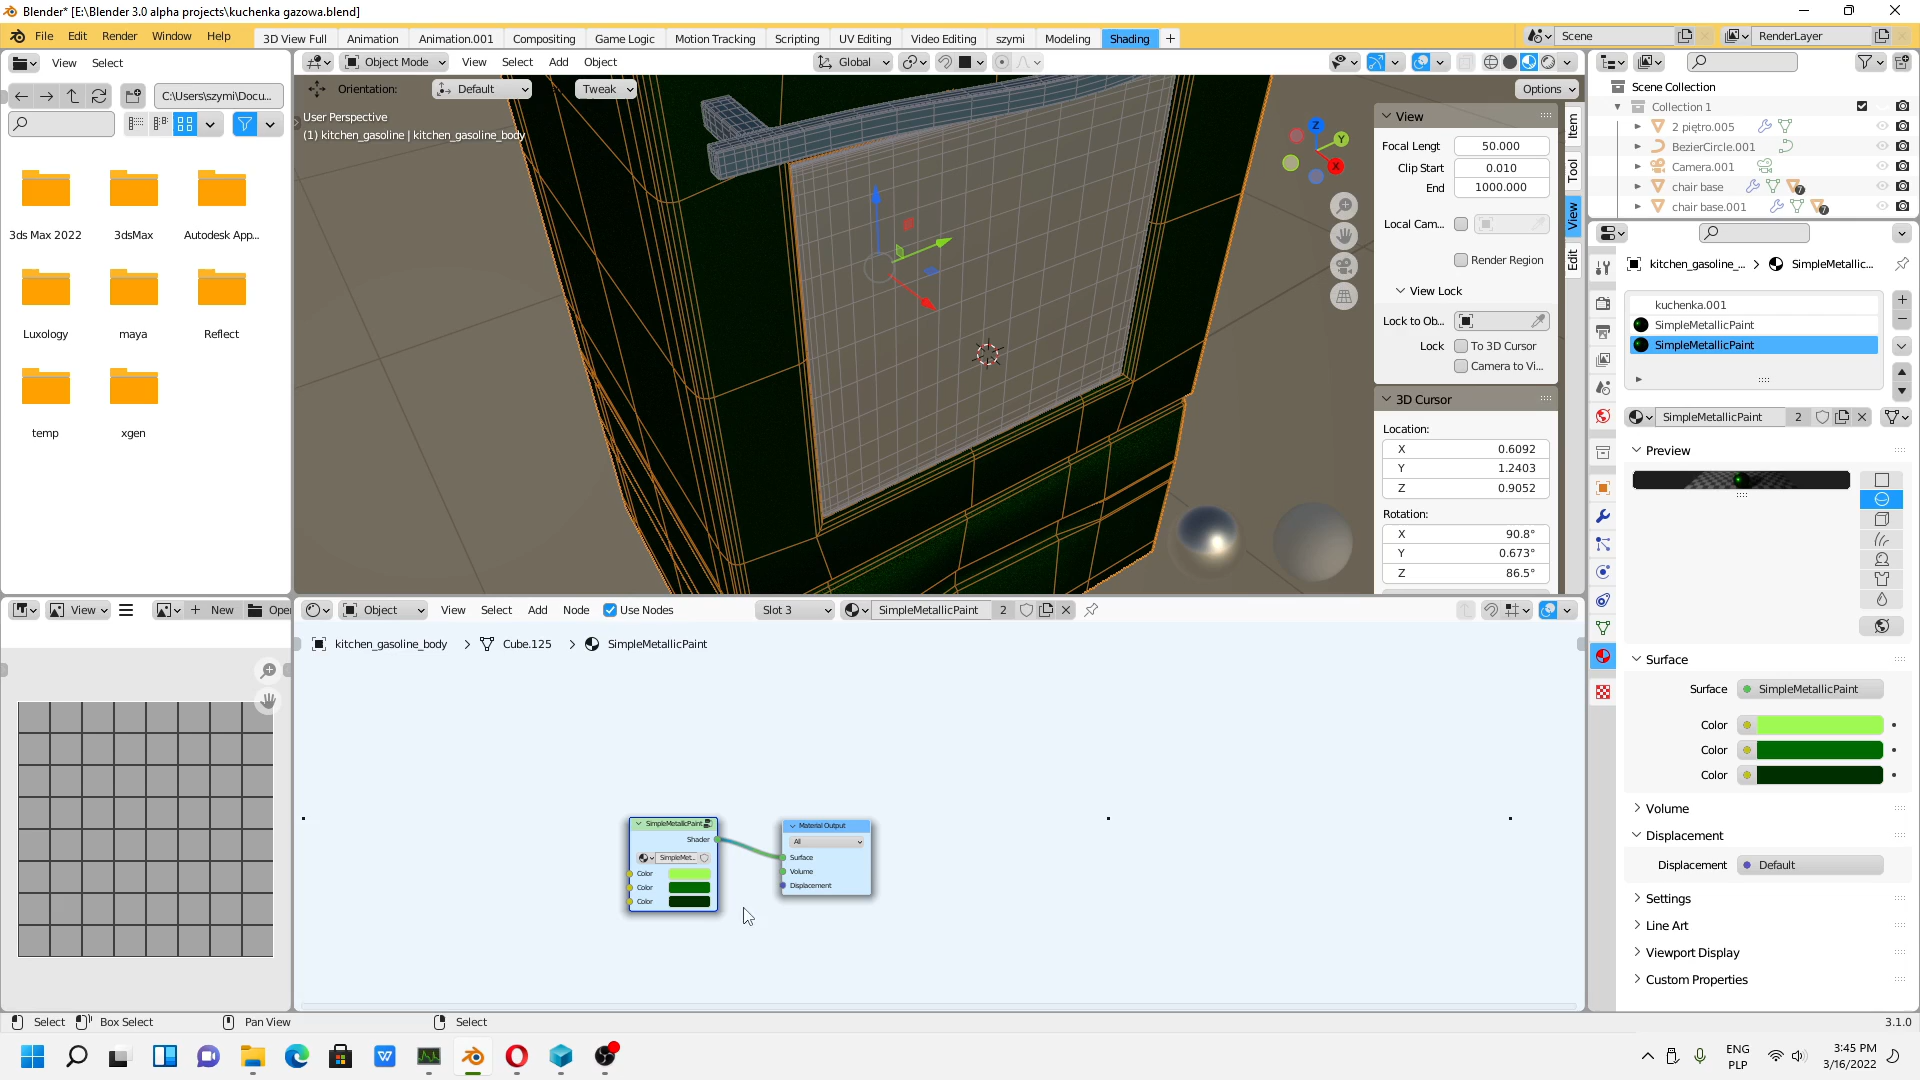 Blender* [E:\Blender 3.0 alpha projects\kuchenka gazowa.blend]
File Edit Render Window Help
3D View Full Animation Animation.001 Compositing Game Logic Motion Tracking Scripting UV Editing Video Editing szymi Modeling Shading +
Scene
RenderLayer
View Select
C:\Users\szymi\Docu...
3ds Max 2022
3dsMax
Autodesk App...
Luxology
maya
Reflect
temp
xgen
Object Mode View Select Add Object
Global
Orientation: Default Tweak
Options
User Perspective
(1) kitchen_gasoline | kitchen_gasoline_body
Z
Y
X
View
Focal Lengt 50.000
Clip Start 0.010
End 1000.000
Local Cam...
Render Region
View Lock
Lock to Ob...
Lock To 3D Cursor
Camera to Vi...
3D Cursor
Location:
X 0.6092
Y 1.2403
Z 0.9052
Rotation:
X 90.8°
Y 0.673°
Z 86.5°
Item
Tool
View
Edit
Scene Collection
Collection 1
2 piętro.005
BezierCircle.001
Camera.001
chair base 7
chair base.001 7
kitchen_gasoline_... > SimpleMetallic...
kuchenka.001
SimpleMetallicPaint
SimpleMetallicPaint
SimpleMetallicPaint 2
Preview
Surface
Surface SimpleMetallicPaint
Color
Color
Color
Volume
Displacement
Displacement Default
Settings
Line Art
Viewport Display
Custom Properties
View
New
Open
Object View Select Add Node Use Nodes Slot 3 SimpleMetallicPaint 2
kitchen_gasoline_body > Cube.125 > SimpleMetallicPaint
SimpleMetallicPaint
Shader
SimpleMet...
Color
Color
Color
Material Output
All
Surface
Volume
Displacement
Select Box Select Pan View Select
3.1.0
ENG
PLP
3:45 PM
3/16/2022